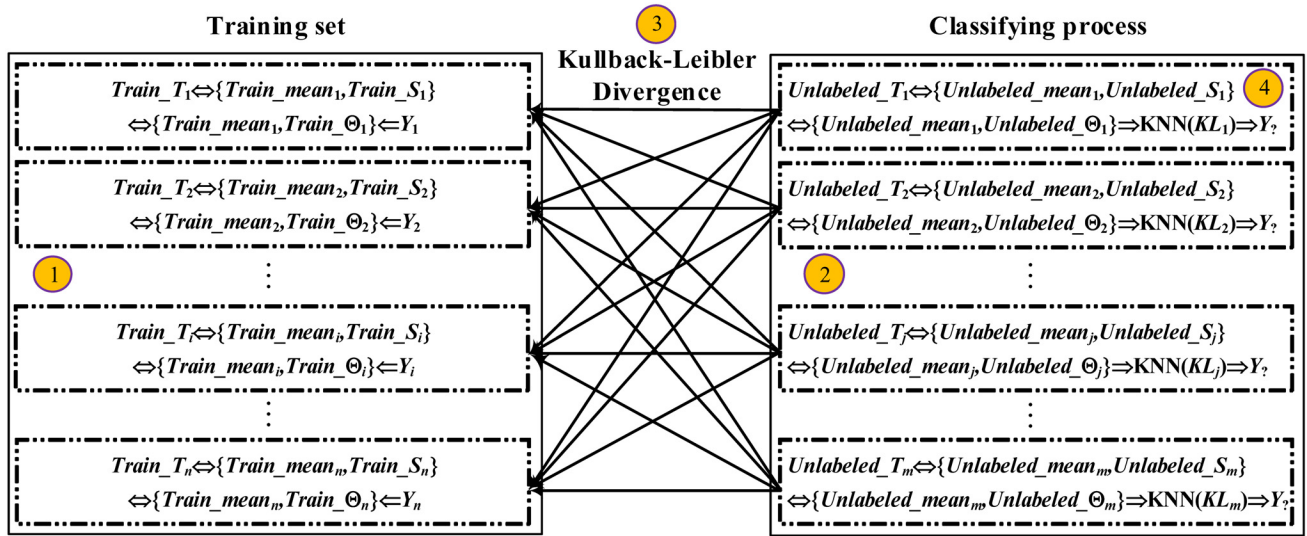 Training set
3
Classifying process
Kullback-Leibler
Divergence
Train_T₁⇔{Train_mean₁,Train_S₁}
⇔{Train_mean₁,Train_Θ₁}⇐Y₁
Train_T₂⇔{Train_mean₂,Train_S₂}
⇔{Train_mean₂,Train_Θ₂}⇐Y₂
⋮
1
Train_Tᵢ⇔{Train_meanᵢ,Train_Sᵢ}
⇔{Train_meanᵢ,Train_Θᵢ}⇐Yᵢ
⋮
Train_Tₙ⇔{Train_meanₙ,Train_Sₙ}
⇔{Train_meanₙ,Train_Θₙ}⇐Yₙ
Unlabeled_T₁⇔{Unlabeled_mean₁,Unlabeled_S₁}
4
⇔{Unlabeled_mean₁,Unlabeled_Θ₁}⇒KNN(KL₁)⇒Y?
Unlabeled_T₂⇔{Unlabeled_mean₂,Unlabeled_S₂}
⇔{Unlabeled_mean₂,Unlabeled_Θ₂}⇒KNN(KL₂)⇒Y?
2
⋮
Unlabeled_Tⱼ⇔{Unlabeled_meanⱼ,Unlabeled_Sⱼ}
⇔{Unlabeled_meanⱼ,Unlabeled_Θⱼ}⇒KNN(KLⱼ)⇒Y?
⋮
Unlabeled_Tₘ⇔{Unlabeled_meanₘ,Unlabeled_Sₘ}
⇔{Unlabeled_meanₘ,Unlabeled_Θₘ}⇒KNN(KLₘ)⇒Y?